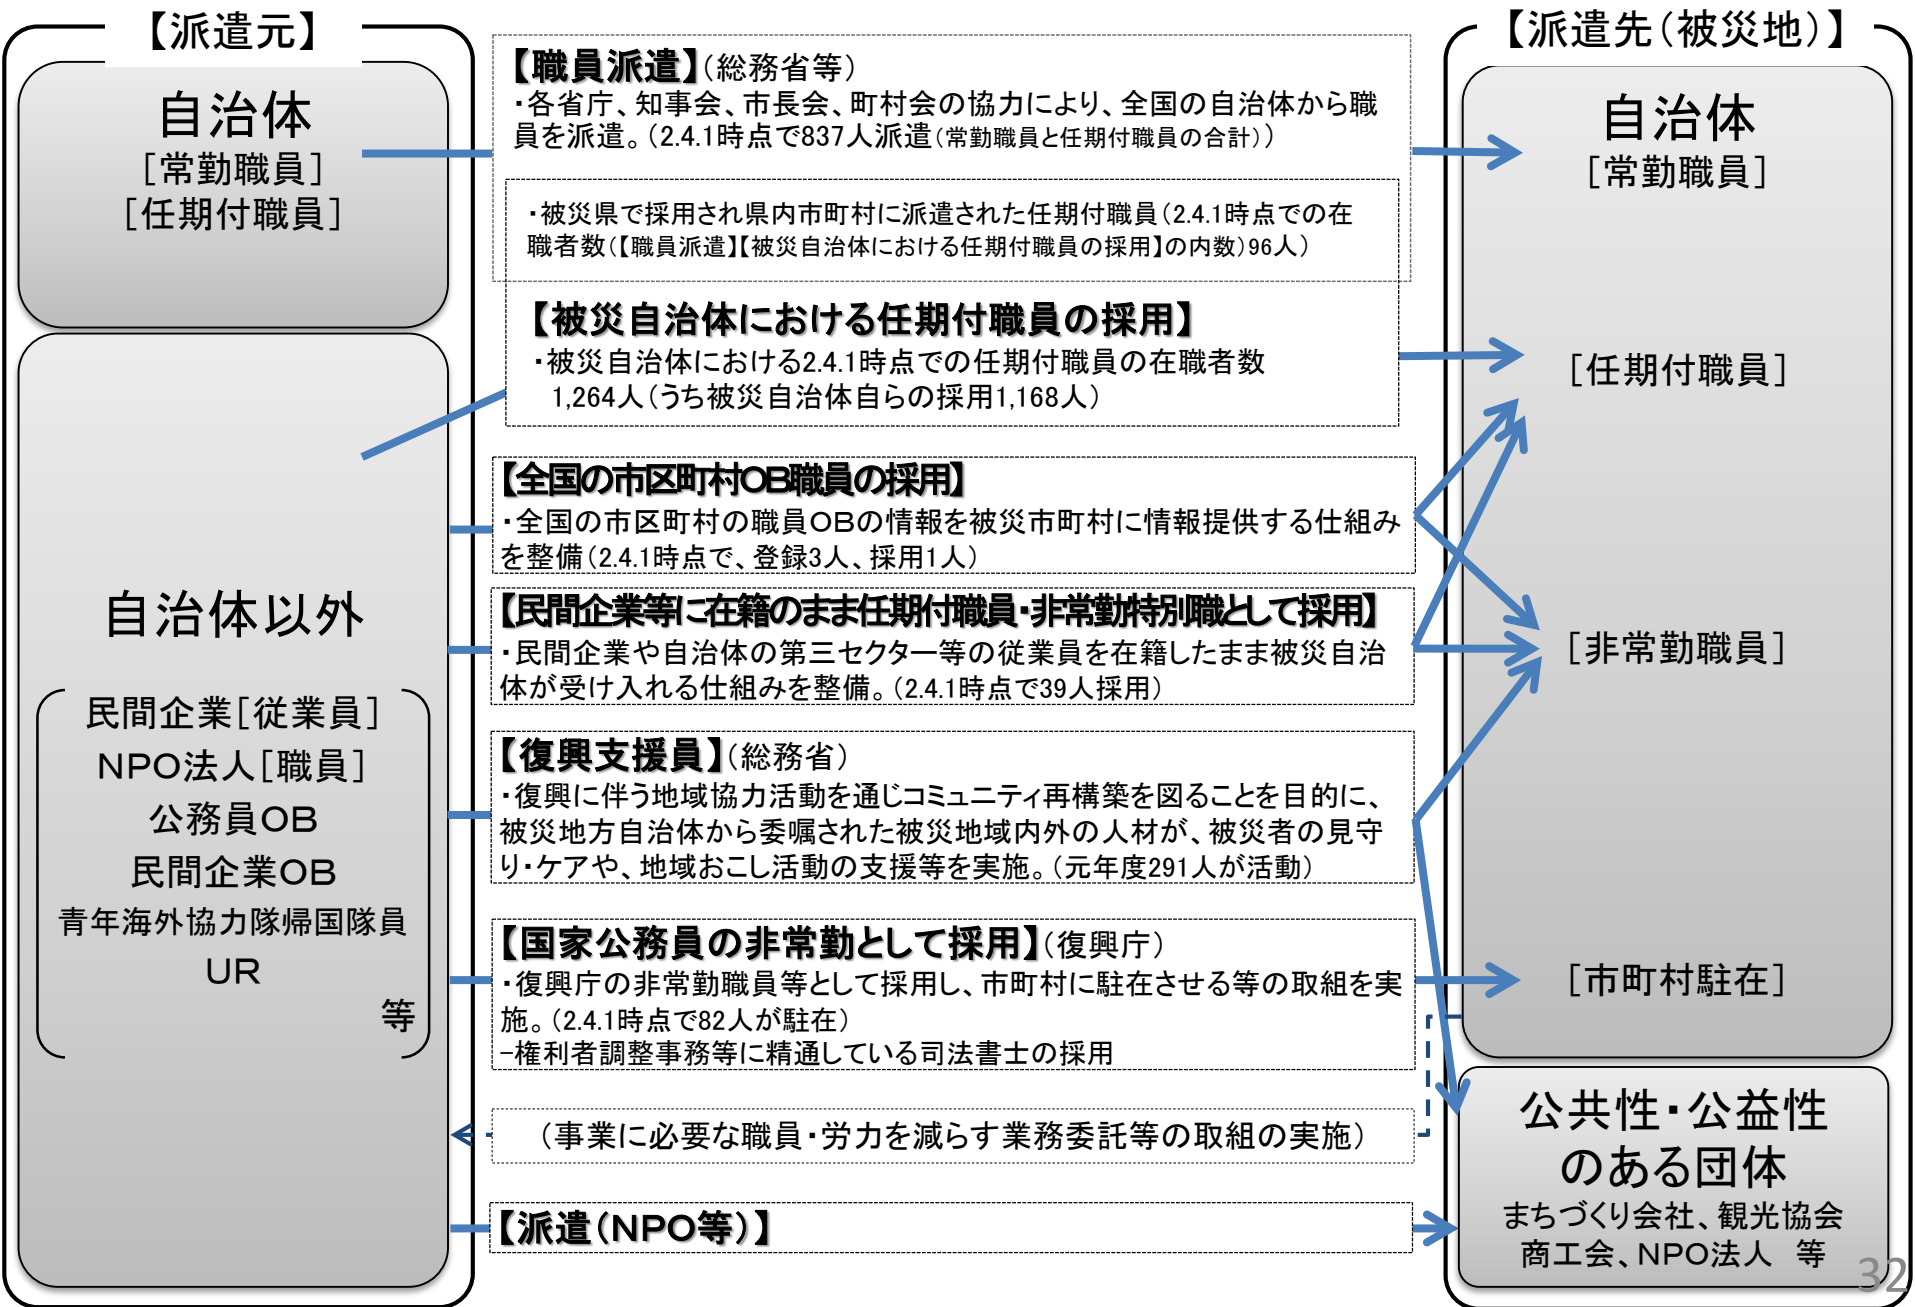 【派遣元】
自治体
［常勤職員］
［任期付職員］
自治体以外
民間企業［従業員］
NPO法人［職員］
公務員OB
民間企業OB
青年海外協力隊帰国隊員
UR
等
【職員派遣】（総務省等）
・各省庁、知事会、市長会、町村会の協力により、全国の自治体から職
員を派遣。（2.4.1時点で837人派遣（常勤職員と任期付職員の合計））
・被災県で採用され県内市町村に派遣された任期付職員（2.4.1時点での在
職者数（【職員派遣】【被災自治体における任期付職員の採用】の内数）96人）
【被災自治体における任期付職員の採用】
・被災自治体における2.4.1時点での任期付職員の在職者数
1,264人（うち被災自治体自らの採用1,168人）
【全国の市区町村OB職員の採用】
・全国の市区町村の職員OBの情報を被災市町村に情報提供する仕組み
を整備（2.4.1時点で、登録3人、採用1人）
【民間企業等に在籍のまま任期付職員・非常勤特別職として採用】
・民間企業や自治体の第三セクター等の従業員を在籍したまま被災自治
体が受け入れる仕組みを整備。（2.4.1時点で39人採用）
【復興支援員】（総務省）
・復興に伴う地域協力活動を通じコミュニティ再構築を図ることを目的に、
被災地方自治体から委嘱された被災地域内外の人材が、被災者の見守
り・ケアや、地域おこし活動の支援等を実施。（元年度291人が活動）
【国家公務員の非常勤として採用】（復興庁）
・復興庁の非常勤職員等として採用し、市町村に駐在させる等の取組を実
施。（2.4.1時点で82人が駐在）
−権利者調整事務等に精通している司法書士の採用
（事業に必要な職員・労力を減らす業務委託等の取組の実施）
【派遣（NPO等）】
【派遣先（被災地）】
自治体
［常勤職員］
［任期付職員］
［非常勤職員］
［市町村駐在］
公共性・公益性
のある団体
まちづくり会社、観光協会
商工会、NPO法人　等
32